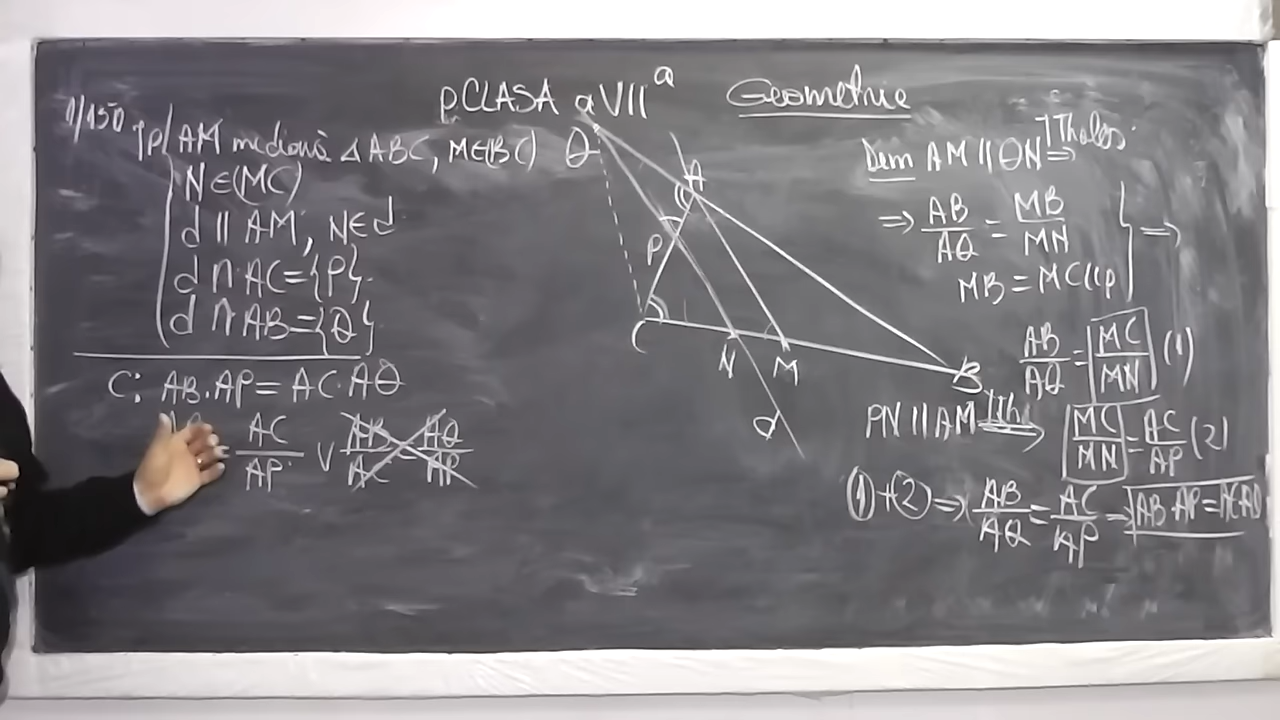 CLASA a VII a Geometrie
1/150 Ip AM mediană △ABC, M∈(BC)
N∈(MC)
d ∥ AM, N∈d
d ∩ AC={P}
d ∩ AB={Q}
C: AB·AP=AC·AQ
= AC/AP ∨ AB/AC AQ/AP
Q
A
P
C
N
M
B
d
Dem AM∥QN ⇒ Thales
⇒ AB/AQ = MB/MN
MB = MC (ip) } ⇒
AB/AQ = MC/MN (1)
PN∥AM Th ⇒ MC/MN = AC/AP (2)
(1)+(2) ⇒ AB/AQ = AC/AP ⇒ AB·AP=AC·AQ